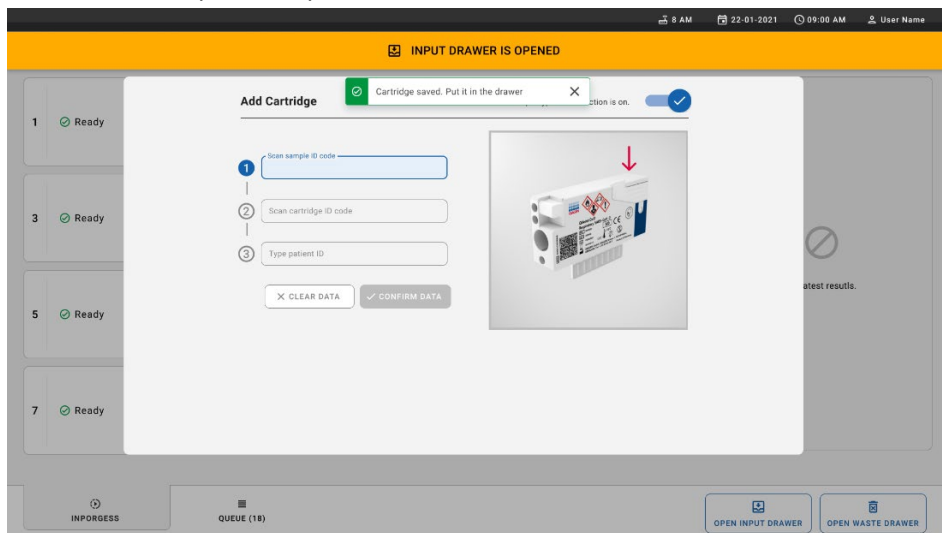 8 AM 22-01-2021 09:00 AM User Name
INPUT DRAWER IS OPENED
Add Cartridge
Cartridge saved. Put it in the drawer
ction is on.
1 Ready
3 Ready
5 Ready
7 Ready
1
Scan sample ID code
2 Scan cartridge ID code
3 Type patient ID
CLEAR DATA CONFIRM DATA
atest resutls.
INPORGESS
QUEUE (18)
OPEN INPUT DRAWER
OPEN WASTE DRAWER